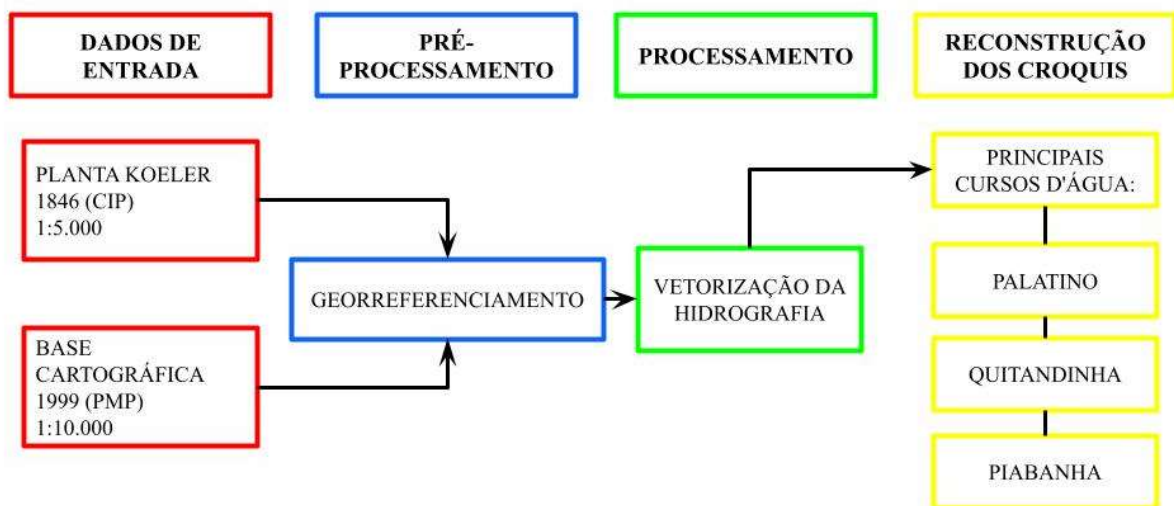 DADOS DE
ENTRADA
PRÉ-
PROCESSAMENTO
PROCESSAMENTO
RECONSTRUÇÃO
DOS CROQUIS
PLANTA KOELER
1846 (CIP)
1:5.000
BASE
CARTOGRÁFICA
1999 (PMP)
1:10.000
GEORREFERENCIAMENTO
VETORIZAÇÃO DA
HIDROGRAFIA
PRINCIPAIS
CURSOS D'ÁGUA:
PALATINO
QUITANDINHA
PIABANHA